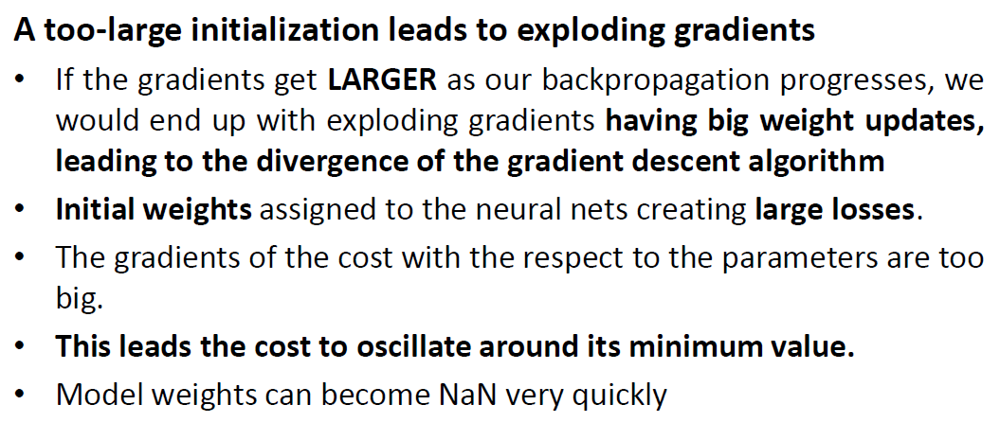 A too-large initialization leads to exploding gradients
• If the gradients get LARGER as our backpropagation progresses, we
would end up with exploding gradients having big weight updates,
leading to the divergence of the gradient descent algorithm
• Initial weights assigned to the neural nets creating large losses.
• The gradients of the cost with the respect to the parameters are too
big.
• This leads the cost to oscillate around its minimum value.
• Model weights can become NaN very quickly